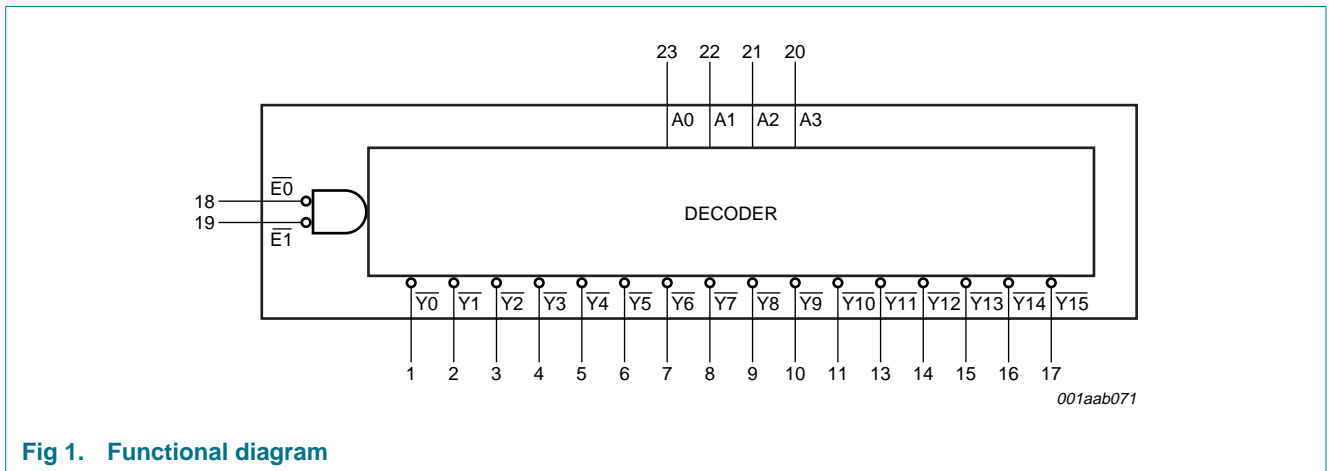 23 22 21 20
A0 A1 A2 A3
18 E0
DECODER
19 E1
Y0 Y1 Y2 Y3 Y4 Y5 Y6 Y7 Y8 Y9 Y10 Y11 Y12 Y13 Y14 Y15
1 2 3 4 5 6 7 8 9 10 11 13 14 15 16 17
001aab071
Fig 1. Functional diagram